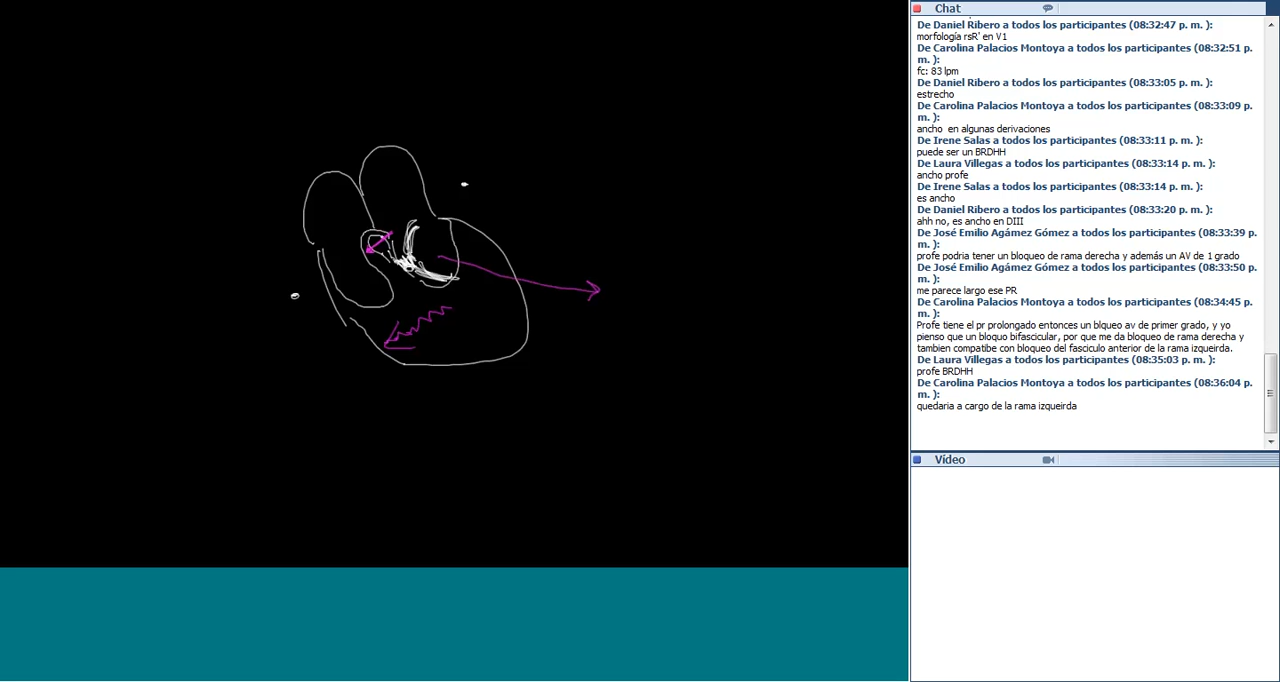 Chat
De Daniel Ribero a todos los participantes (08:32:47 p. m. ):
morfología rsR' en V1
De Carolina Palacios Montoya a todos los participantes (08:32:51 p.
m. ):
fc: 83 lpm
De Daniel Ribero a todos los participantes (08:33:05 p. m. ):
estrecho
De Carolina Palacios Montoya a todos los participantes (08:33:09 p.
m. ):
ancho en algunas derivaciones
De Irene Salas a todos los participantes (08:33:11 p. m. ):
puede ser un BRDHH
De Laura Villegas a todos los participantes (08:33:14 p. m. ):
ancho profe
De Irene Salas a todos los participantes (08:33:14 p. m. ):
es ancho
De Daniel Ribero a todos los participantes (08:33:20 p. m. ):
ahh no, es ancho en DIII
De José Emilio Agámez Gómez a todos los participantes (08:33:39 p.
m. ):
profe podria tener un bloqueo de rama derecha y además un AV de 1 grado
De José Emilio Agámez Gómez a todos los participantes (08:33:50 p.
m. ):
me parece largo ese PR
De Carolina Palacios Montoya a todos los participantes (08:34:45 p.
m. ):
Profe tiene el pr prolongado entonces un blqueo av de primer grado, y yo
pienso que un bloquo bifascicular, por que me da bloqueo de rama derecha y
tambien compatibe con bloqueo del fasciculo anterior de la rama izqueirda.
De Laura Villegas a todos los participantes (08:35:03 p. m. ):
profe BRDHH
De Carolina Palacios Montoya a todos los participantes (08:36:04 p.
m. ):
quedaria a cargo de la rama izqueirda
Vídeo